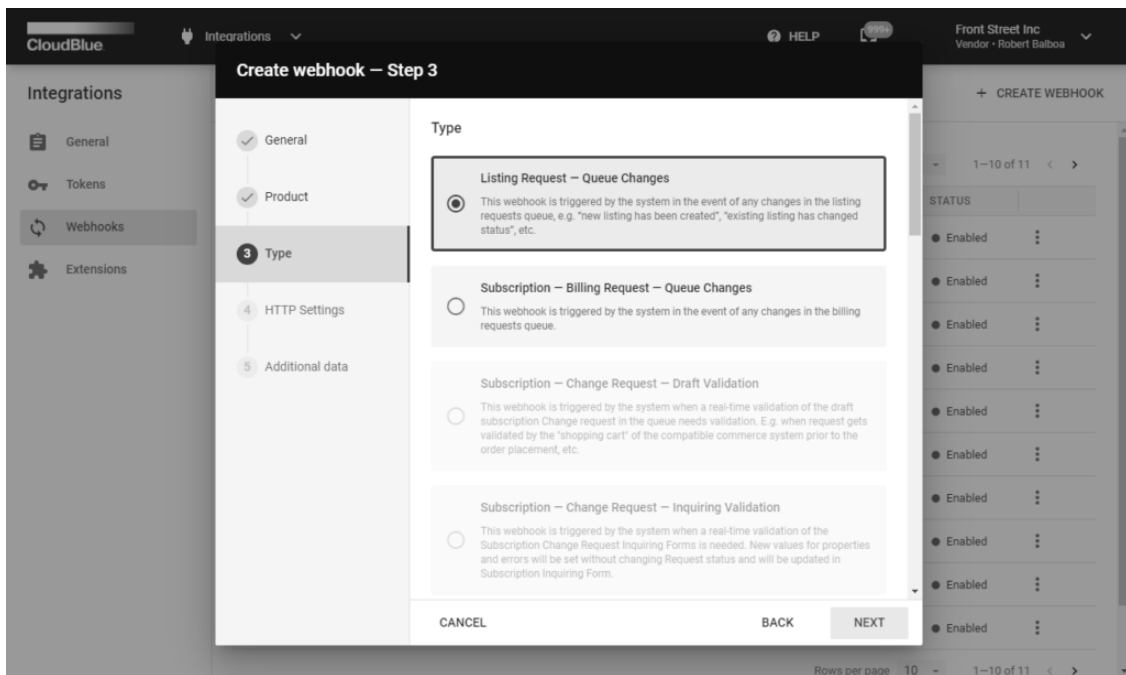 CloudBlue
Integrations
HELP
999+
Front Street Inc
Vendor • Robert Balboa
Integrations
General
Tokens
Webhooks
Extensions
+ CREATE WEBHOOK
1–10 of 11
STATUS
Enabled
Enabled
Enabled
Enabled
Enabled
Enabled
Enabled
Enabled
Enabled
Enabled
Rows per page 10
1–10 of 11
Create webhook — Step 3
General
Product
3 Type
4 HTTP Settings
5 Additional data
Type
Listing Request — Queue Changes
This webhook is triggered by the system in the event of any changes in the listing
requests queue, e.g. "new listing has been created", "existing listing has changed
status", etc.
Subscription — Billing Request — Queue Changes
This webhook is triggered by the system in the event of any changes in the billing
requests queue.
Subscription — Change Request — Draft Validation
This webhook is triggered by the system when a real-time validation of the draft
subscription Change request in the queue needs validation. E.g. when request gets
validated by the "shopping cart" of the compatible commerce system prior to the
order placement, etc.
Subscription — Change Request — Inquiring Validation
This webhook is triggered by the system when a real-time validation of the
Subscription Change Request Inquiring Forms is needed. New values for properties
and errors will be set without changing Request status and will be updated in
Subscription Inquiring Form.
CANCEL
BACK
NEXT